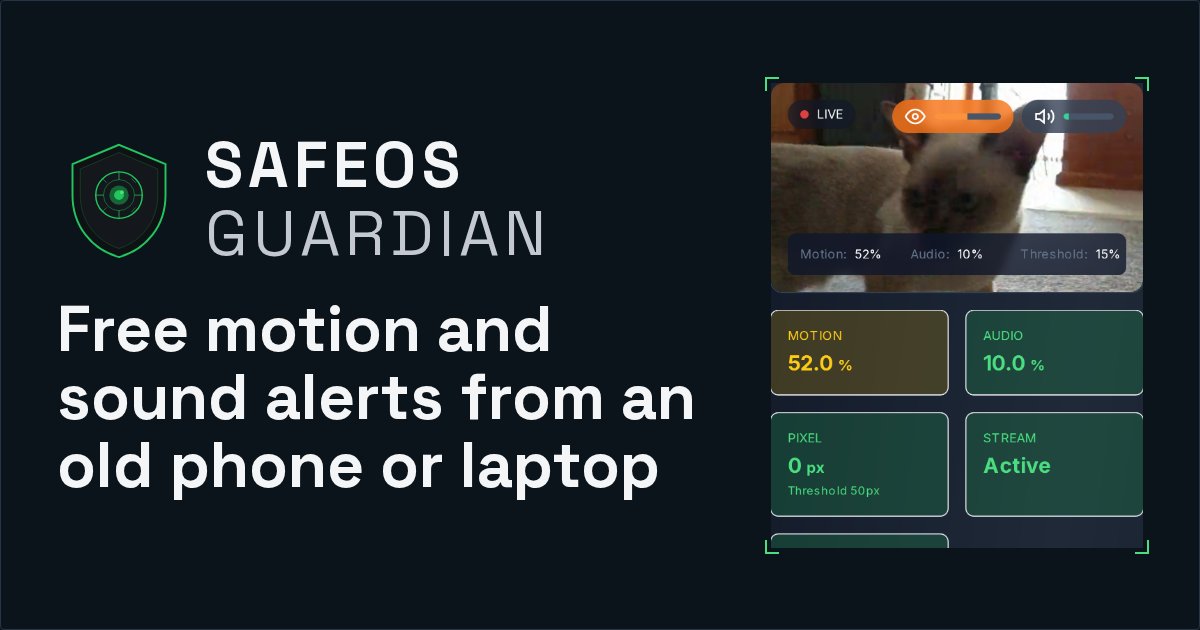 SAFEOS
GUARDIAN
Free motion and
sound alerts from an
old phone or laptop
LIVE
Motion: 52% Audio: 10% Threshold: 15%
MOTION
52.0 %
AUDIO
10.0 %
PIXEL
0 px
Threshold 50px
STREAM
Active